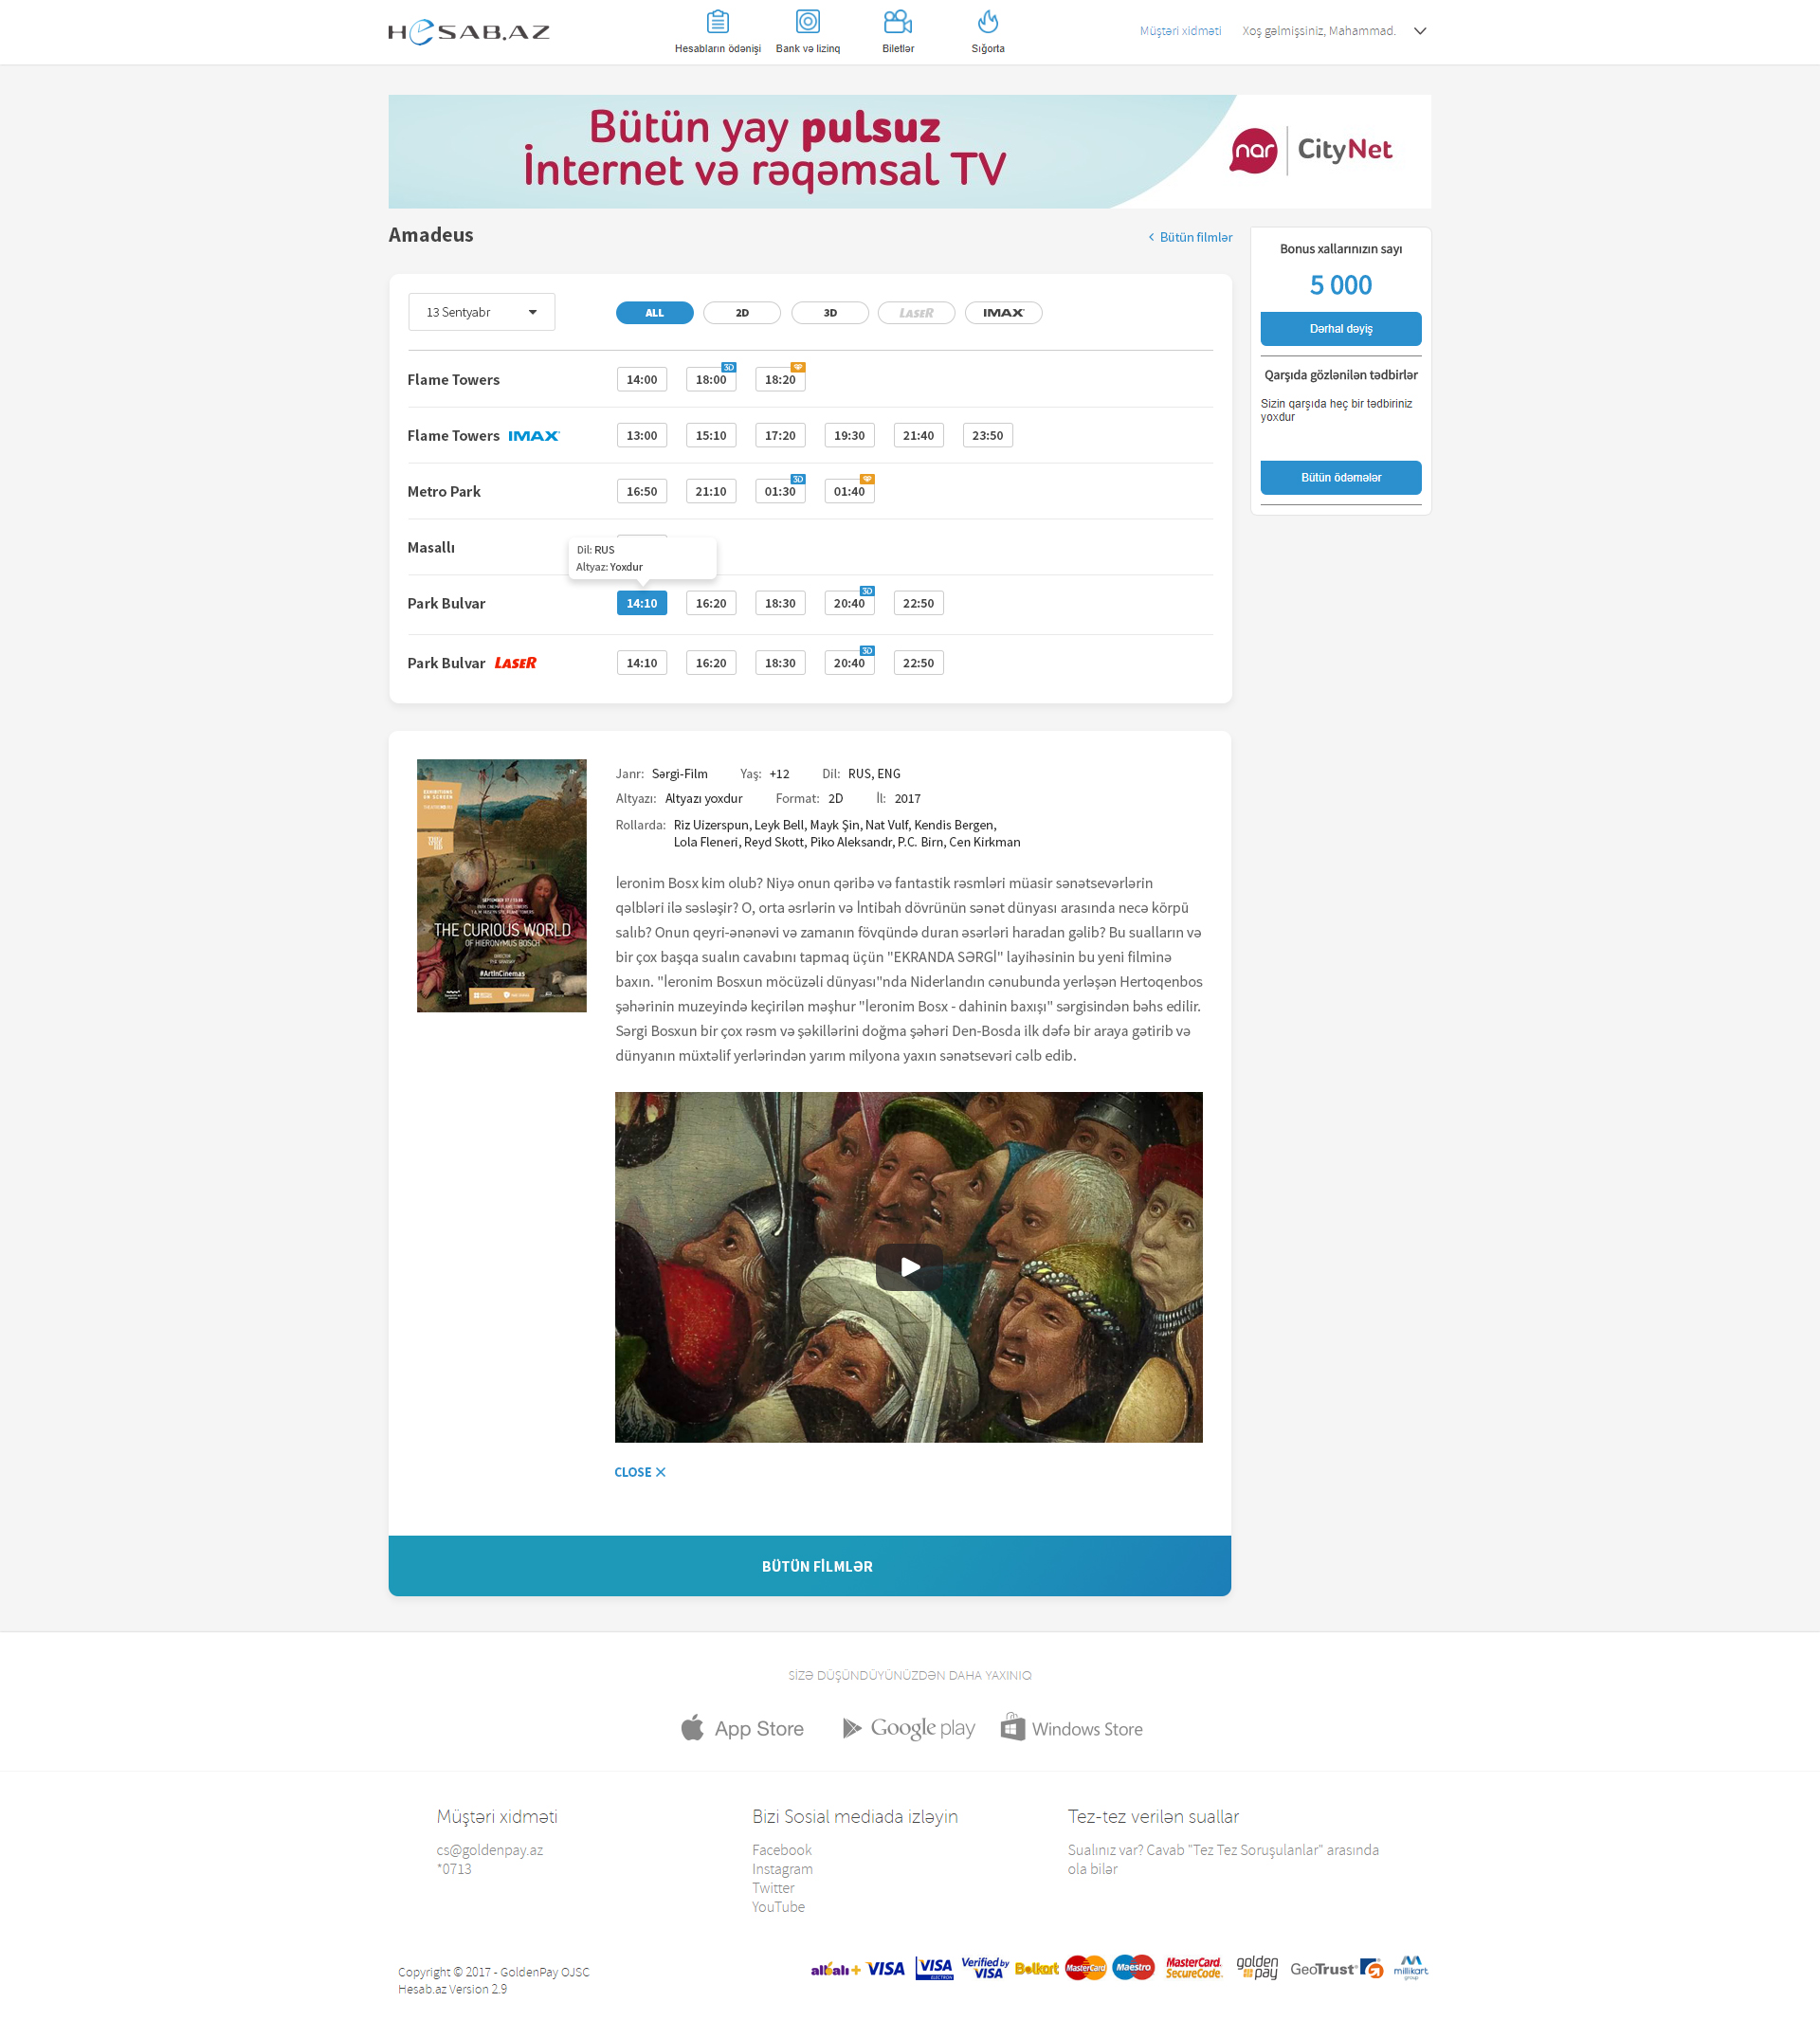 HeSAB.AZ
Hesabların ödənişi
Bank və lizinq
Biletlər
Sığorta
Müştəri xidməti
Xoş gəlmişsiniz, Mahammad.
Bütün yay pulsuz
İnternet və rəqəmsal TV
nar CityNet
Amadeus
Bütün filmlər
13 Sentyabr
ALL 2D 3D LASER IMAX
Flame Towers 14:00 18:00 3D 18:20
Flame Towers IMAX 13:00 15:10 17:20 19:30 21:40 23:50
Metro Park 16:50 21:10 01:30 3D 01:40
Masallı
Dil: RUS
Altyaz: Yoxdur
Park Bulvar 14:10 16:20 18:30 20:40 3D 22:50
Park Bulvar LASER 14:10 16:20 18:30 20:40 3D 22:50
Bonus xallarınızın sayı
5 000
Dərhal dəyiş
Qarşıda gözlənilən tədbirlər
Sizin qarşıda heç bir tədbiriniz
yoxdur
Bütün ödəmələr
EXHIBITIONS
ON SCREEN
THE CURIOUS WORLD
OF HIERONYMUS BOSCH
#ArtInCinemas
Janr: Sərgi-Film Yaş: +12 Dil: RUS, ENG
Altyazı: Altyazı yoxdur Format: 2D İl: 2017
Rollarda: Riz Uizerspun, Leyk Bell, Mayk Şin, Nat Vulf, Kendis Bergen,
Lola Fleneri, Reyd Skott, Piko Aleksandr, P.C. Birn, Cen Kirkman
İeronim Bosx kim olub? Niyə onun qəribə və fantastik rəsmləri müasir sənətsevərlərin
qəlbləri ilə səsləşir? O, orta əsrlərin və İntibah dövrünün sənət dünyası arasında necə körpü
salıb? Onun qeyri-ənənəvi və zamanın fövqündə duran əsərləri haradan gəlib? Bu sualların və
bir çox başqa sualın cavabını tapmaq üçün "EKRANDA SƏRGİ" layihəsinin bu yeni filminə
baxın. "İeronim Bosxun möcüzəli dünyası"nda Niderlandın cənubunda yerləşən Hertoqenbos
şəhərinin muzeyində keçirilən məşhur "İeronim Bosx - dahinin baxışı" sərgisindən bəhs edilir.
Sərgi Bosxun bir çox rəsm və şəkillərini doğma şəhəri Den-Bosda ilk dəfə bir araya gətirib və
dünyanın müxtəlif yerlərindən yarım milyona yaxın sənətsevəri cəlb edib.
CLOSE
BÜTÜN FİLMLƏR
SİZƏ DÜŞÜNDÜYÜNÜZDƏN DAHA YAXINIQ
App Store
Google play
Windows Store
Müştəri xidməti
cs@goldenpay.az
*0713
Bizi Sosial mediada izləyin
Facebook
Instagram
Twitter
YouTube
Tez-tez verilən suallar
Sualınız var? Cavab "Tez Tez Soruşulanlar" arasında
ola bilər
Copyright © 2017 - GoldenPay OJSC
Hesab.az Version 2.9
albalı+ VISA VISA ELECTRON Verified by VISA Bolkart MasterCard Maestro MasterCard. SecureCode. golden pay GeoTrust millikart group